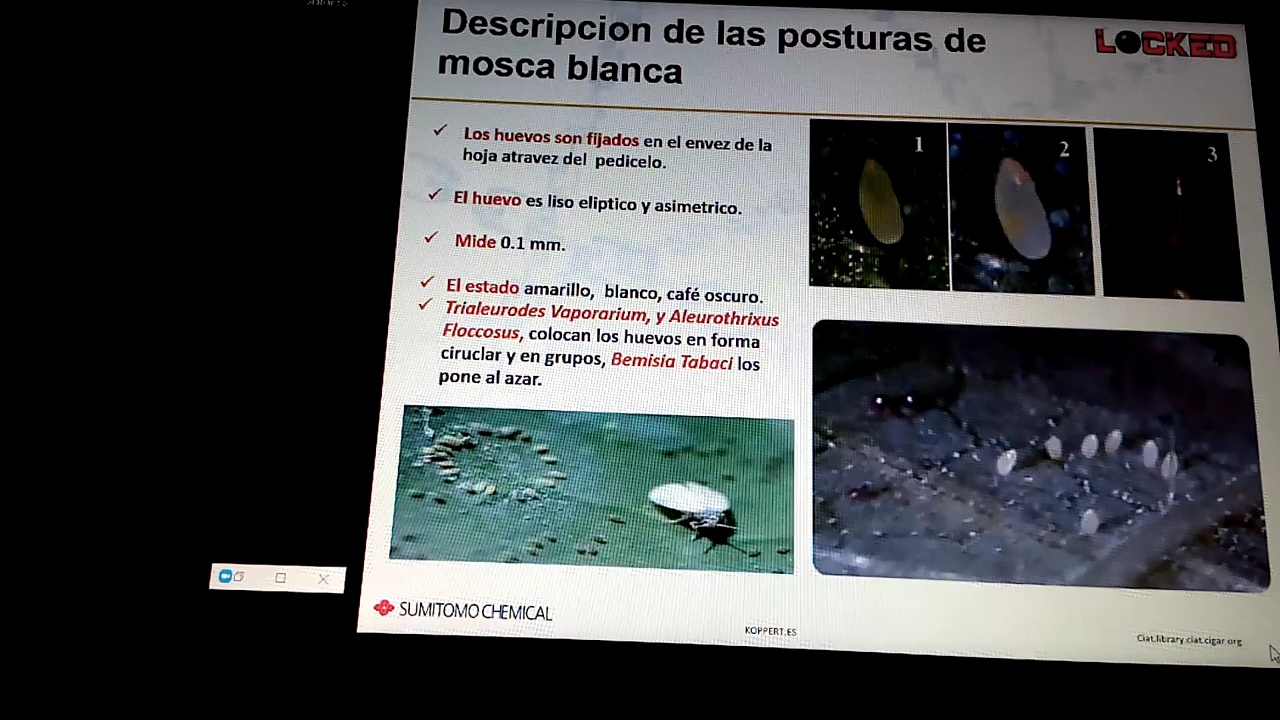 Descripcion de las posturas de
mosca blanca
LOCKED
✓ Los huevos son fijados en el envez de la
hoja atravez del pedicelo.
✓ El huevo es liso eliptico y asimetrico.
✓ Mide 0.1 mm.
✓ El estado amarillo, blanco, café oscuro.
✓ Trialeurodes Vaporarium, y Aleurothrixus
Floccosus, colocan los huevos en forma
ciruclar y en grupos, Bemisia Tabaci los
pone al azar.
1
2
3
SUMITOMO CHEMICAL
KOPPERT.ES
Ciat.library.ciat.cigar.org